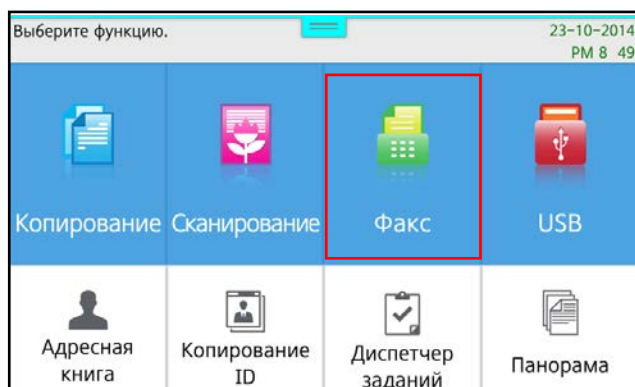 Выберите функцию.
23-10-2014
PM 8 49
Копирование
Сканирование
Факс
USB
Адресная
книга
Копирование
ID
Диспетчер
заданий
Панорама